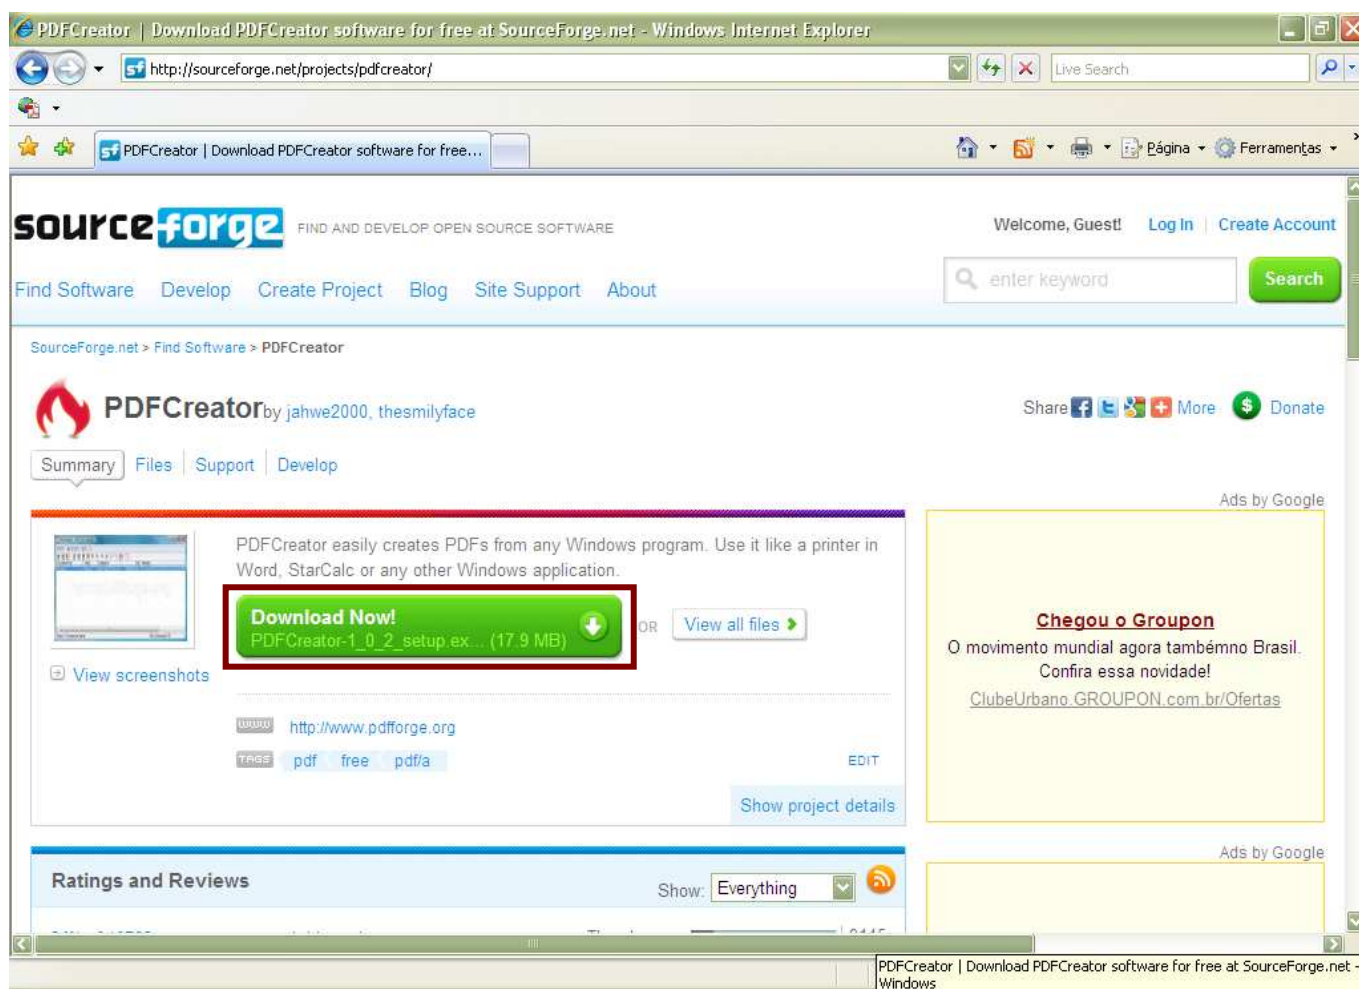 PDFCreator | Download PDFCreator software for free at SourceForge.net - Windows Internet Explorer
http://sourceforge.net/projects/pdfcreator/
Live Search
PDFCreator | Download PDFCreator software for free...
Página
Ferramentas
sourceforge FIND AND DEVELOP OPEN SOURCE SOFTWARE
Welcome, Guest! Log In | Create Account
Find Software Develop Create Project Blog Site Support About
enter keyword Search
SourceForge.net > Find Software > PDFCreator
PDFCreator by jahwe2000, thesmilyface
Share More Donate
Summary Files Support Develop
Ads by Google
PDFCreator easily creates PDFs from any Windows program. Use it like a printer in
Word, StarCalc or any other Windows application.
Download Now!
PDFCreator-1_0_2_setup.ex... (17.9 MB)
OR View all files
View screenshots
www http://www.pdfforge.org
TAGS pdf free pdf/a
EDIT
Show project details
Chegou o Groupon
O movimento mundial agora tambémno Brasil.
Confira essa novidade!
ClubeUrbano.GROUPON.com.br/Ofertas
Ads by Google
Ratings and Reviews
Show: Everything
PDFCreator | Download PDFCreator software for free at SourceForge.net -
Windows